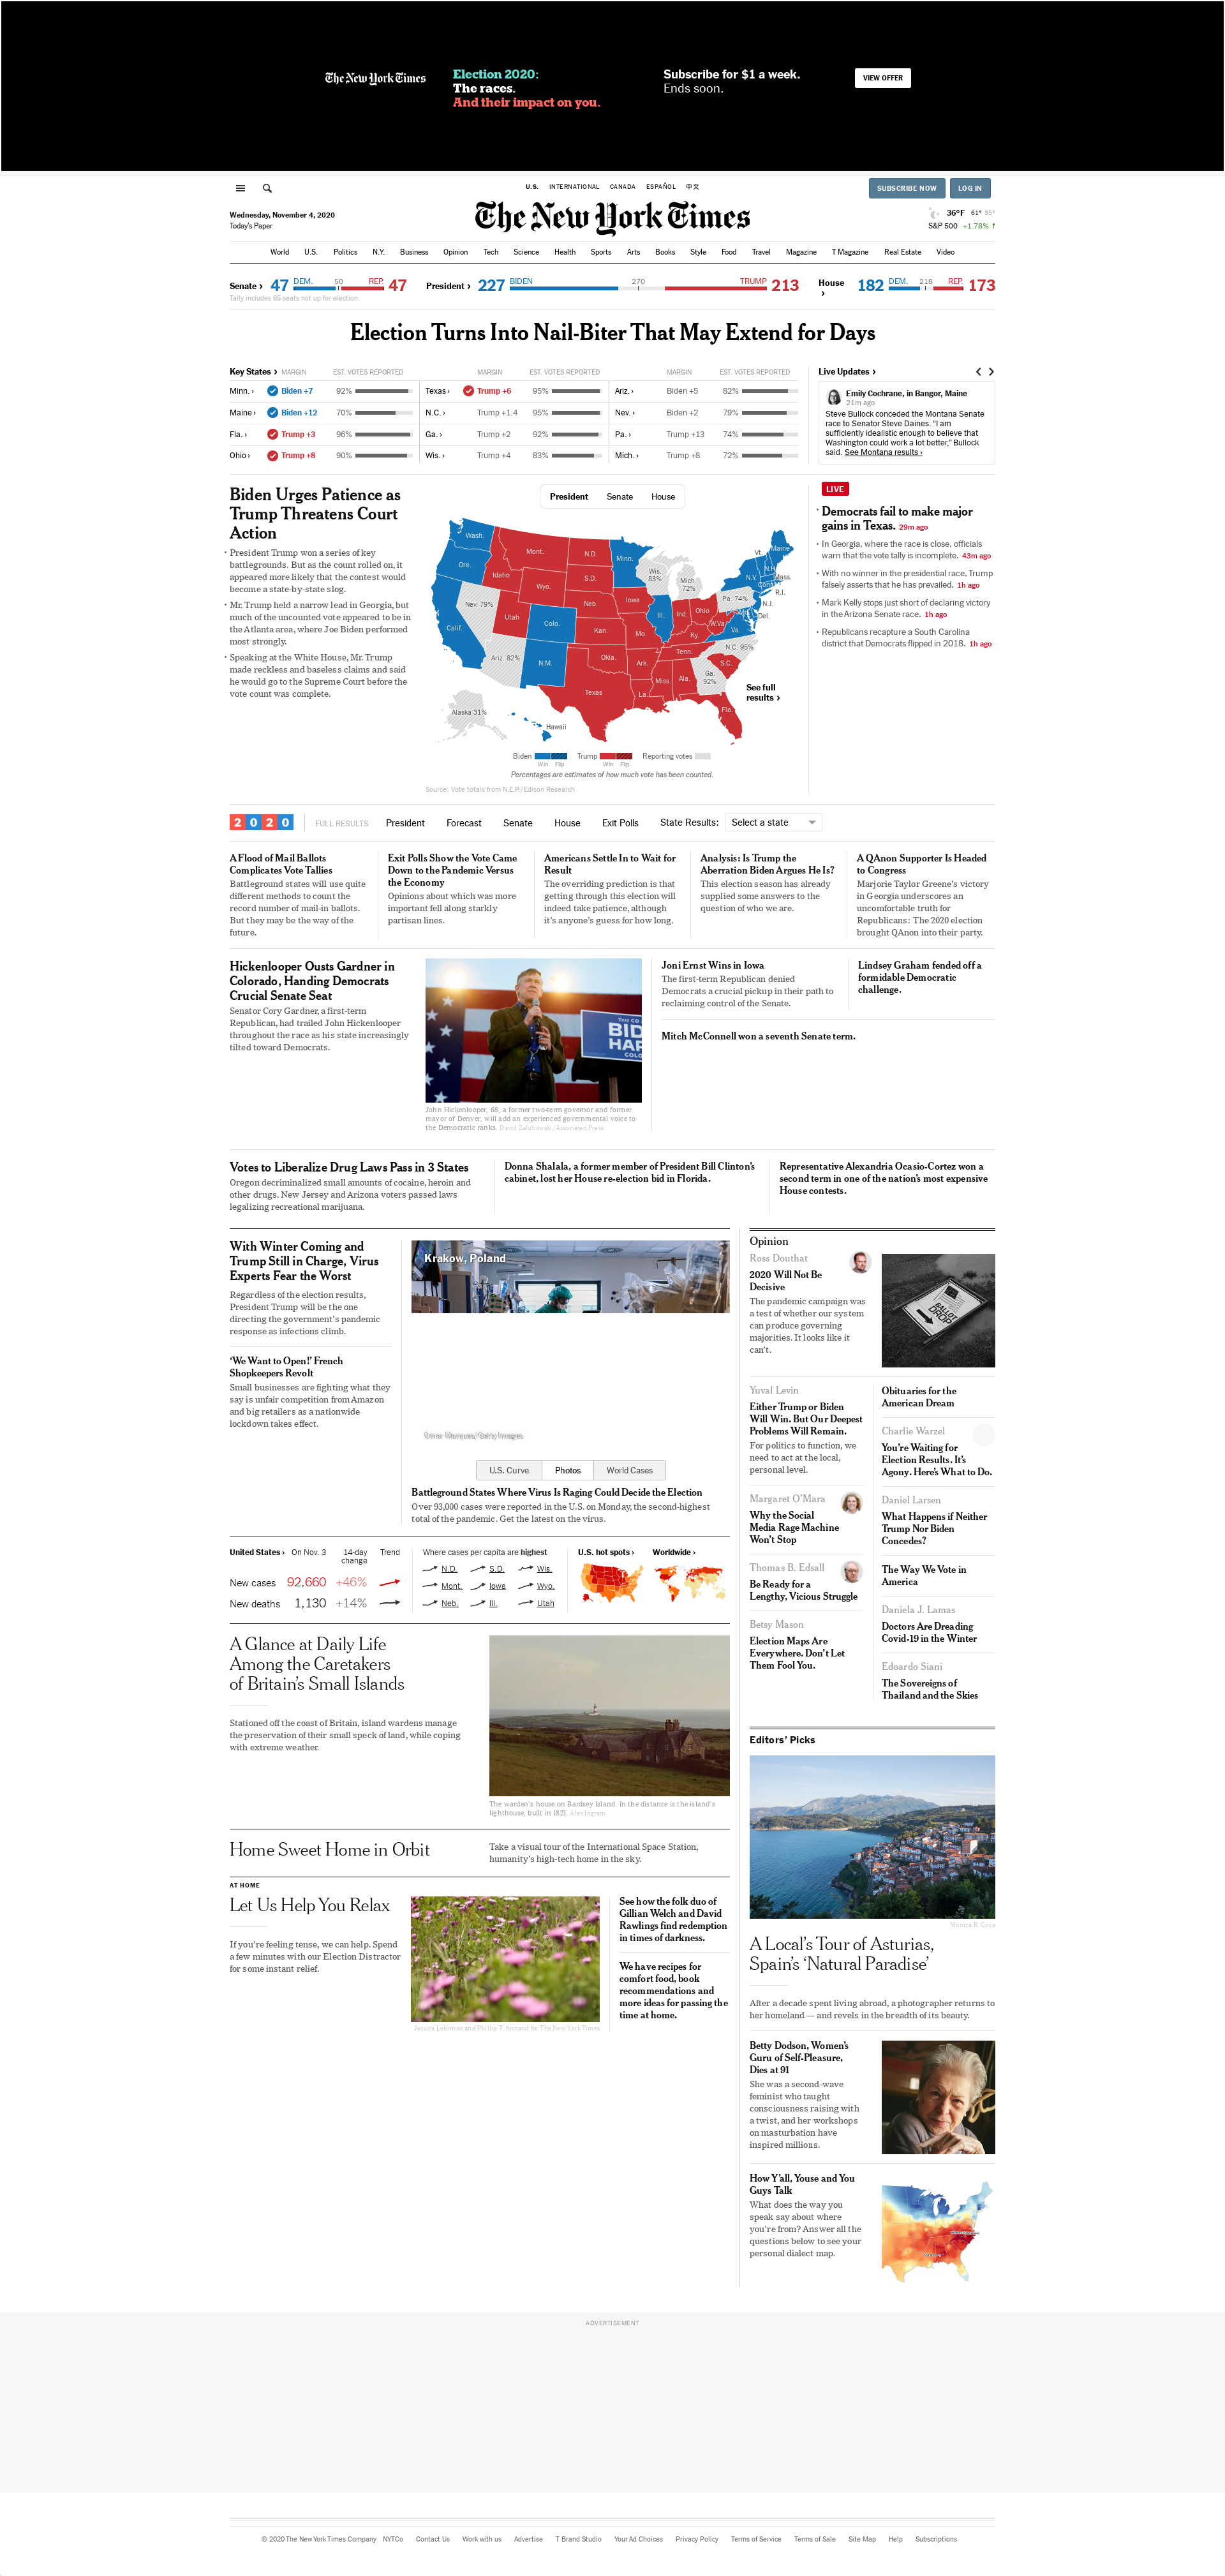 The New York Times
Election 2020:
The races.
And their impact on you.
Subscribe for $1 a week.
Ends soon.
VIEW OFFER
U.S. INTERNATIONAL CANADA ESPAÑOL 中文
SUBSCRIBE NOW LOG IN
Wednesday, November 4, 2020
Today's Paper
The New York Times
36°F 61° 35°
S&P 500 +1.78% ↑
World U.S. Politics N.Y. Business Opinion Tech Science Health Sports Arts Books Style Food Travel Magazine T Magazine Real Estate Video
Senate › 47 DEM. 50 REP. 47
Tally includes 65 seats not up for election.
President › 227 BIDEN 270 TRUMP 213
House › 182 DEM. 218 REP. 173
Election Turns Into Nail-Biter That May Extend for Days
Key States › MARGIN EST. VOTES REPORTED MARGIN EST. VOTES REPORTED MARGIN EST. VOTES REPORTED
Minn. › Biden +7 92% Texas › Trump +6 95% Ariz. › Biden +5 82%
Maine › Biden +12 70% N.C. › Trump +1.4 95% Nev. › Biden +2 79%
Fla. › Trump +3 96% Ga. › Trump +2 92% Pa. › Trump +13 74%
Ohio › Trump +8 90% Wis. › Trump +4 83% Mich. › Trump +8 72%
Live Updates ›
Emily Cochrane, in Bangor, Maine
21m ago
Steve Bullock conceded the Montana Senate
race to Senator Steve Daines. “I am
sufficiently idealistic enough to believe that
Washington could work a lot better,” Bullock
said. See Montana results ›
Biden Urges Patience as
Trump Threatens Court
Action
• President Trump won a series of key
battlegrounds. But as the count rolled on, it
appeared more likely that the contest would
become a state-by-state slog.
• Mr. Trump held a narrow lead in Georgia, but
much of the uncounted vote appeared to be in
the Atlanta area, where Joe Biden performed
most strongly.
• Speaking at the White House, Mr. Trump
made reckless and baseless claims and said
he would go to the Supreme Court before the
vote count was complete.
President Senate House
Wash.
Ore.
Idaho
Mont.
N.D.
Minn.
Wis.
83%
Mich.
72%
Vt.
Maine
N.H.
Mass.
Conn.
R.I.
N.Y.
N.J.
Del.
Pa. 74%
Wyo.
S.D.
Iowa
Neb.
Nev. 79%
Utah
Colo.
Calif.
Kan.
Mo.
Ill.
Ind.
Ohio
W.Va.
Va.
Ky.
Tenn.
N.C. 95%
S.C.
Ariz. 82%
N.M.
Okla.
Ark.
Miss.
Ala.
Ga.
92%
Texas
La.
Fla.
Alaska 31%
Hawaii
See full
results ›
Biden Trump Reporting votes
Win Flip Win Flip
Percentages are estimates of how much vote has been counted.
Source: Vote totals from N.E.P./Edison Research
LIVE
• Democrats fail to make major
gains in Texas. 29m ago
• In Georgia, where the race is close, officials
warn that the vote tally is incomplete. 43m ago
• With no winner in the presidential race, Trump
falsely asserts that he has prevailed. 1h ago
• Mark Kelly stops just short of declaring victory
in the Arizona Senate race. 1h ago
• Republicans recapture a South Carolina
district that Democrats flipped in 2018. 1h ago
2020 FULL RESULTS President Forecast Senate House Exit Polls State Results: Select a state
A Flood of Mail Ballots
Complicates Vote Tallies
Battleground states will use quite
different methods to count the
record number of mail-in ballots.
But they may be the way of the
future.
Exit Polls Show the Vote Came
Down to the Pandemic Versus
the Economy
Opinions about which was more
important fell along starkly
partisan lines.
Americans Settle In to Wait for
Result
The overriding prediction is that
getting through this election will
indeed take patience, although
it's anyone's guess for how long.
Analysis: Is Trump the
Aberration Biden Argues He Is?
This election season has already
supplied some answers to the
question of who we are.
A QAnon Supporter Is Headed
to Congress
Marjorie Taylor Greene's victory
in Georgia underscores an
uncomfortable truth for
Republicans: The 2020 election
brought QAnon into their party.
Hickenlooper Ousts Gardner in
Colorado, Handing Democrats
Crucial Senate Seat
Senator Cory Gardner, a first-term
Republican, had trailed John Hickenlooper
throughout the race as his state increasingly
tilted toward Democrats.
John Hickenlooper, 68, a former two-term governor and former
mayor of Denver, will add an experienced governmental voice to
the Democratic ranks. David Zalubowski/Associated Press
Joni Ernst Wins in Iowa
The first-term Republican denied
Democrats a crucial pickup in their path to
reclaiming control of the Senate.
Lindsey Graham fended off a
formidable Democratic
challenge.
Mitch McConnell won a seventh Senate term.
Votes to Liberalize Drug Laws Pass in 3 States
Oregon decriminalized small amounts of cocaine, heroin and
other drugs. New Jersey and Arizona voters passed laws
legalizing recreational marijuana.
Donna Shalala, a former member of President Bill Clinton's
cabinet, lost her House re-election bid in Florida.
Representative Alexandria Ocasio-Cortez won a
second term in one of the nation's most expensive
House contests.
With Winter Coming and
Trump Still in Charge, Virus
Experts Fear the Worst
Regardless of the election results,
President Trump will be the one
directing the government's pandemic
response as infections climb.
‘We Want to Open!’ French
Shopkeepers Revolt
Small businesses are fighting what they
say is unfair competition from Amazon
and big retailers as a nationwide
lockdown takes effect.
Krakow, Poland
Omar Marques/Getty Images
U.S. Curve Photos World Cases
Battleground States Where Virus Is Raging Could Decide the Election
Over 93,000 cases were reported in the U.S. on Monday, the second-highest
total of the pandemic. Get the latest on the virus.
United States › On Nov. 3 14-day
change Trend
New cases 92,660 +46%
New deaths 1,130 +14%
Where cases per capita are highest
N.D. S.D. Wis.
Mont. Iowa Wyo.
Neb. Ill. Utah
U.S. hot spots › Worldwide ›
A Glance at Daily Life
Among the Caretakers
of Britain's Small Islands
Stationed off the coast of Britain, island wardens manage
the preservation of their small speck of land, while coping
with extreme weather.
The warden's house on Bardsey Island. In the distance is the island's
lighthouse, built in 1821. Alex Ingram
Home Sweet Home in Orbit
Take a visual tour of the International Space Station,
humanity's high-tech home in the sky.
AT HOME
Let Us Help You Relax
If you're feeling tense, we can help. Spend
a few minutes with our Election Distractor
for some instant relief.
Jessica Lehrman and Phillip T. Annand for The New York Times
See how the folk duo of
Gillian Welch and David
Rawlings find redemption
in times of darkness.
We have recipes for
comfort food, book
recommendations and
more ideas for passing the
time at home.
Opinion
Ross Douthat
2020 Will Not Be
Decisive
The pandemic campaign was
a test of whether our system
can produce governing
majorities. It looks like it
can't.
BALLOT
DROP
Yuval Levin
Either Trump or Biden
Will Win. But Our Deepest
Problems Will Remain.
For politics to function, we
need to act at the local,
personal level.
Margaret O'Mara
Why the Social
Media Rage Machine
Won't Stop
Thomas B. Edsall
Be Ready for a
Lengthy, Vicious Struggle
Betsy Mason
Election Maps Are
Everywhere. Don't Let
Them Fool You.
Obituaries for the
American Dream
Charlie Warzel
You're Waiting for
Election Results. It's
Agony. Here's What to Do.
Daniel Larsen
What Happens if Neither
Trump Nor Biden
Concedes?
The Way We Vote in
America
Daniela J. Lamas
Doctors Are Dreading
Covid-19 in the Winter
Edoardo Siani
The Sovereigns of
Thailand and the Skies
Editors' Picks
Mónica R. Goya
A Local's Tour of Asturias,
Spain's ‘Natural Paradise’
After a decade spent living abroad, a photographer returns to
her homeland — and revels in the breadth of its beauty.
Betty Dodson, Women's
Guru of Self-Pleasure,
Dies at 91
She was a second-wave
feminist who taught
consciousness raising with
a twist, and her workshops
on masturbation have
inspired millions.
How Y'all, Youse and You
Guys Talk
What does the way you
speak say about where
you're from? Answer all the
questions below to see your
personal dialect map.
ADVERTISEMENT
© 2020 The New York Times Company NYTCo Contact Us Work with us Advertise T Brand Studio Your Ad Choices Privacy Policy Terms of Service Terms of Sale Site Map Help Subscriptions